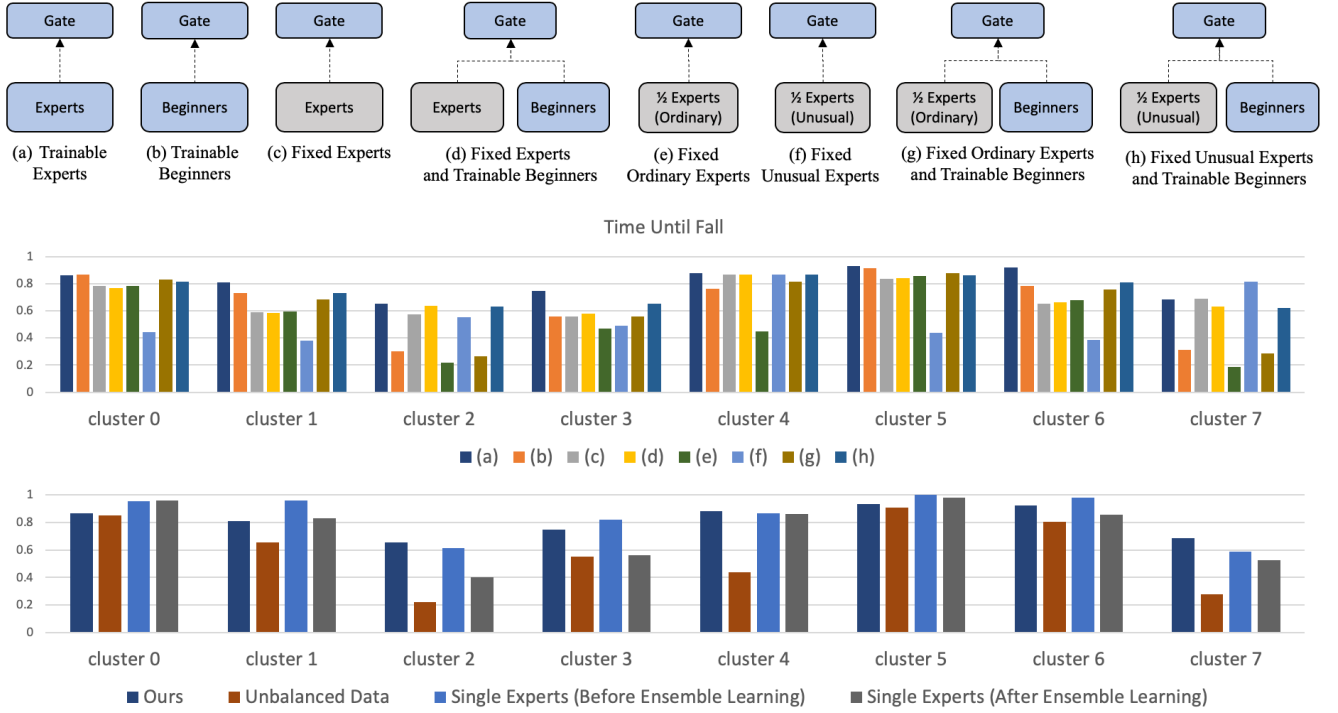 Gate Gate Gate Gate Gate Gate Gate Gate
Experts Beginners Experts Experts Beginners ½ Experts (Ordinary) ½ Experts (Unusual) ½ Experts (Ordinary) Beginners ½ Experts (Unusual) Beginners
(a) Trainable
Experts
(b) Trainable
Beginners
(c) Fixed Experts
(d) Fixed Experts
and Trainable Beginners
(e) Fixed
Ordinary Experts
(f) Fixed
Unusual Experts
(g) Fixed Ordinary Experts
and Trainable Beginners
(h) Fixed Unusual Experts
and Trainable Beginners
Time Until Fall
1
0.8
0.6
0.4
0.2
0
cluster 0 cluster 1 cluster 2 cluster 3 cluster 4 cluster 5 cluster 6 cluster 7
(a) (b) (c) (d) (e) (f) (g) (h)
1
0.8
0.6
0.4
0.2
0
cluster 0 cluster 1 cluster 2 cluster 3 cluster 4 cluster 5 cluster 6 cluster 7
Ours Unbalanced Data Single Experts (Before Ensemble Learning) Single Experts (After Ensemble Learning)